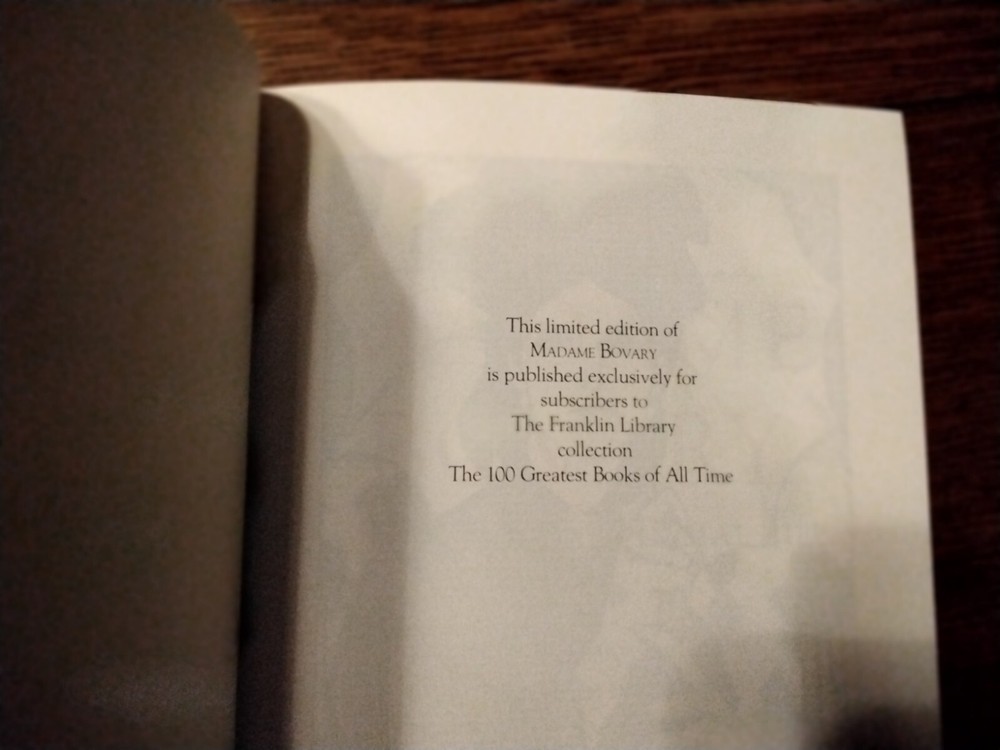 This limited edition of
MADAME BOVARY
is published exclusively for
subscribers to
The Franklin Library
collection
The 100 Greatest Books of All Time